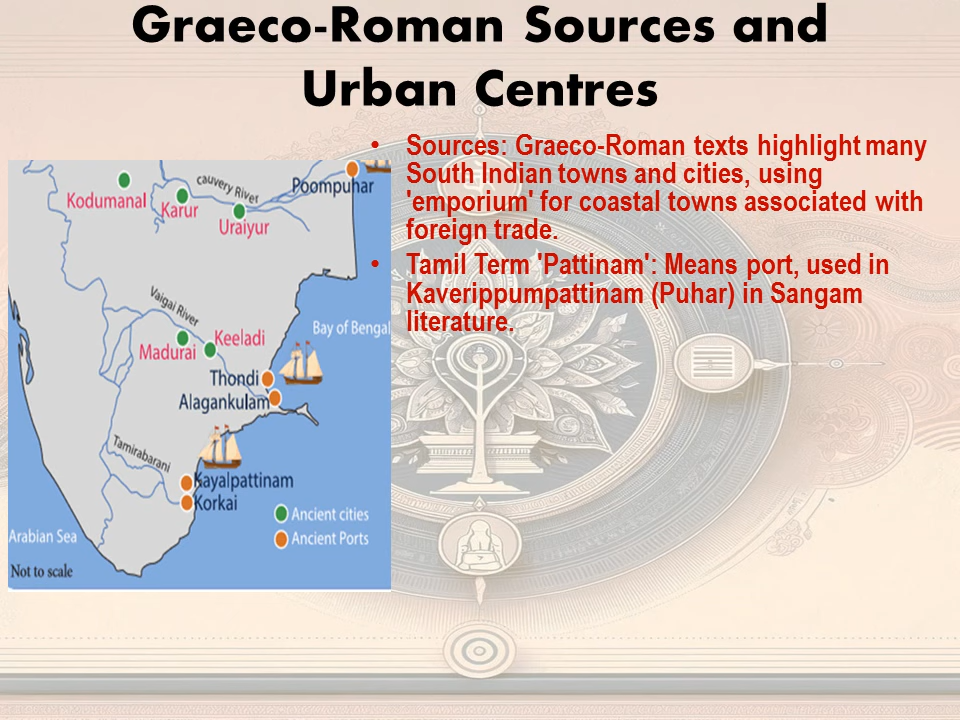 Graeco-Roman Sources and
Urban Centres
• Sources: Graeco-Roman texts highlight many
South Indian towns and cities, using
'emporium' for coastal towns associated with
foreign trade.
• Tamil Term 'Pattinam': Means port, used in
Kaverippumpattinam (Puhar) in Sangam
literature.
Kodumanal
Karur
cauvery River
Uraiyur
Poompuhar
Vaigai River
Madurai
Keeladi
Bay of Bengal
Thondi
Alagankulam
Tamirabarani
Kayalpattinam
Korkai
Ancient cities
Ancient Ports
Arabian Sea
Not to scale